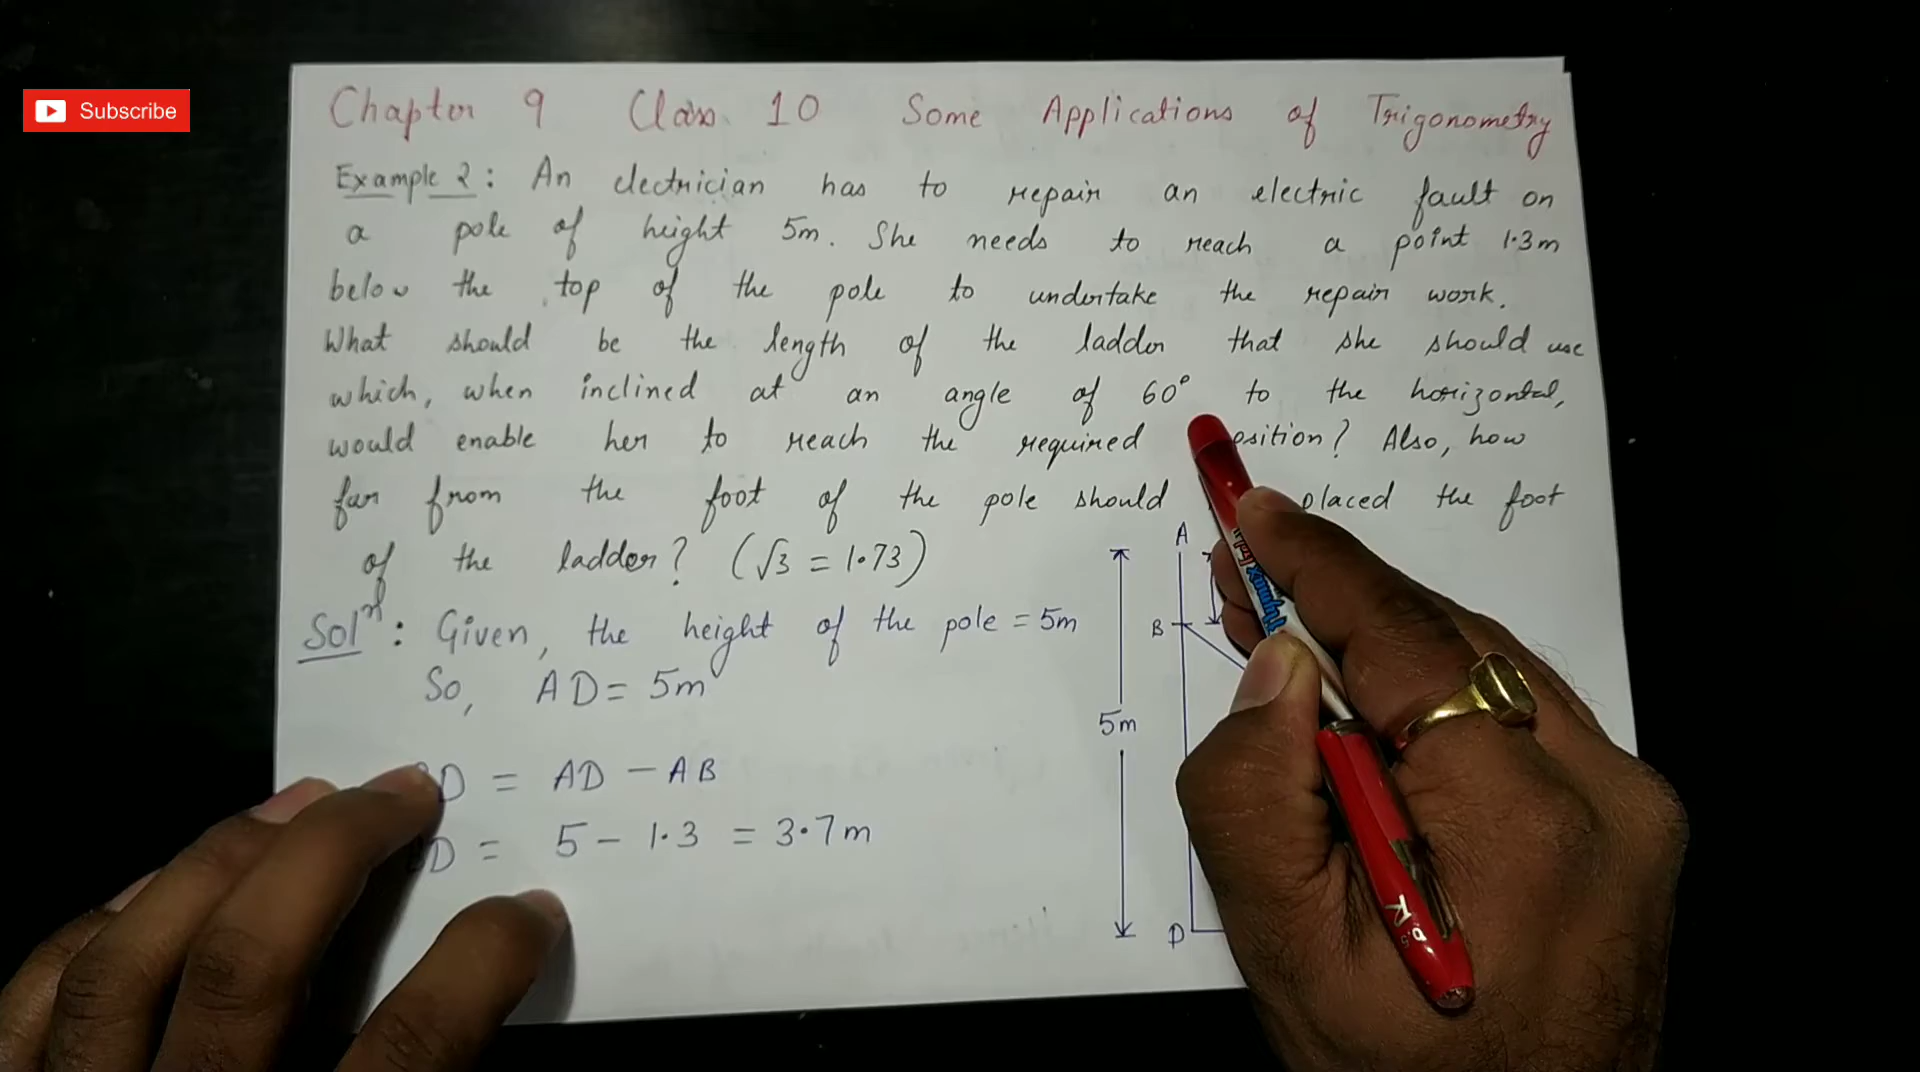 Subscribe
Chapter 9 Class 10 Some Applications of Trigonometry
Example 2: An electrician has to repair an electric fault on
a pole of height 5m. She needs to reach a point 1.3m
below the top of the pole to undertake the repair work.
What should be the length of the ladder that she should use
which, when inclined at an angle of 60° to the horizontal,
would enable her to reach the required osition? Also, how
far from the foot of the pole should placed the foot
of the ladder? (√3 = 1.73)
Solⁿ: Given, the height of the pole = 5m
So, AD = 5m
D = AD - AB
D = 5 - 1.3 = 3.7m
A
B
5m
D